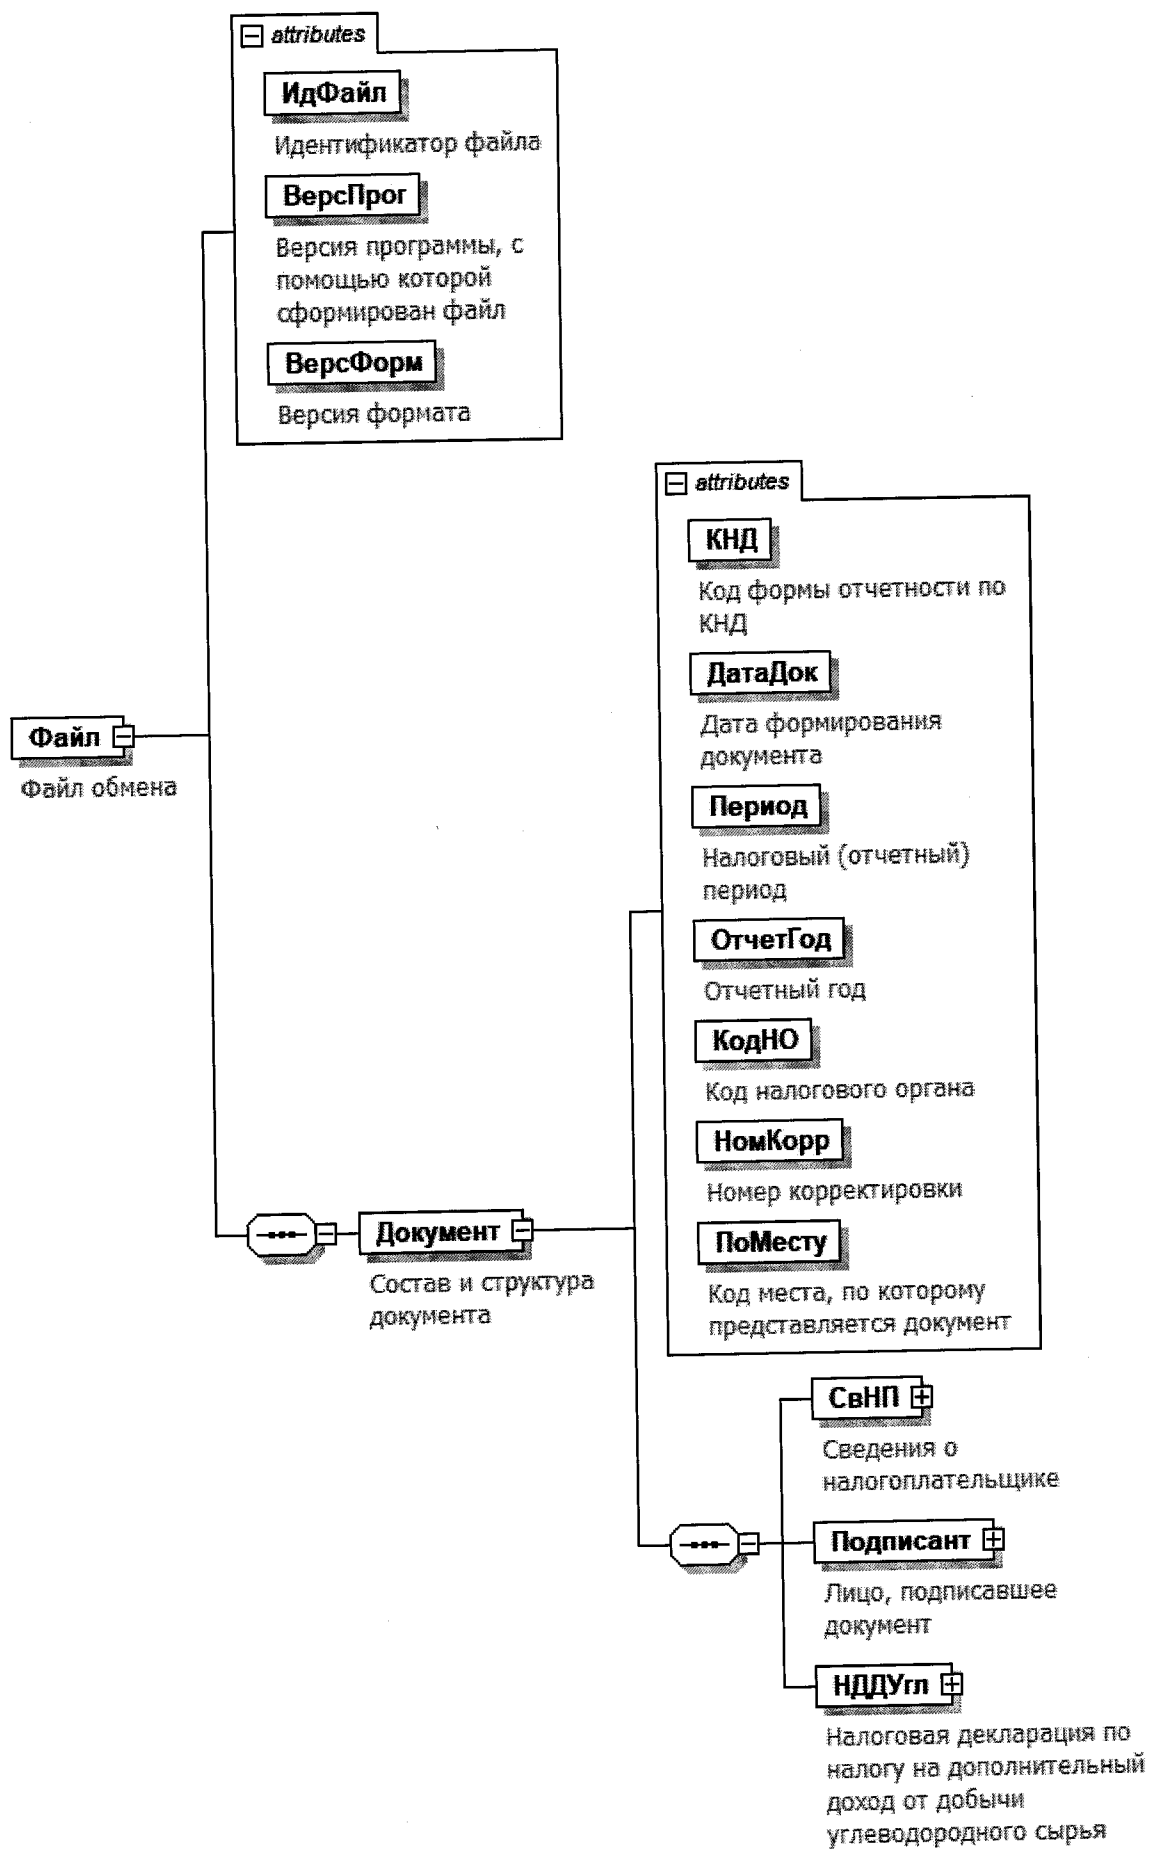 attributes
ИдФайл
Идентификатор файла
ВерсПрог
Версия программы, с
помощью которой
сформирован файл
ВерсФорм
Версия формата
Файл
Файл обмена
Документ
Состав и структура
документа
attributes
КНД
Код формы отчетности по
КНД
ДатаДок
Дата формирования
документа
Период
Налоговый (отчетный)
период
ОтчетГод
Отчетный год
КодНО
Код налогового органа
НомКорр
Номер корректировки
ПоМесту
Код места, по которому
представляется документ
СвНП
Сведения о
налогоплательщике
Подписант
Лицо, подписавшее
документ
НДДУгл
Налоговая декларация по
налогу на дополнительный
доход от добычи
углеводородного сырья